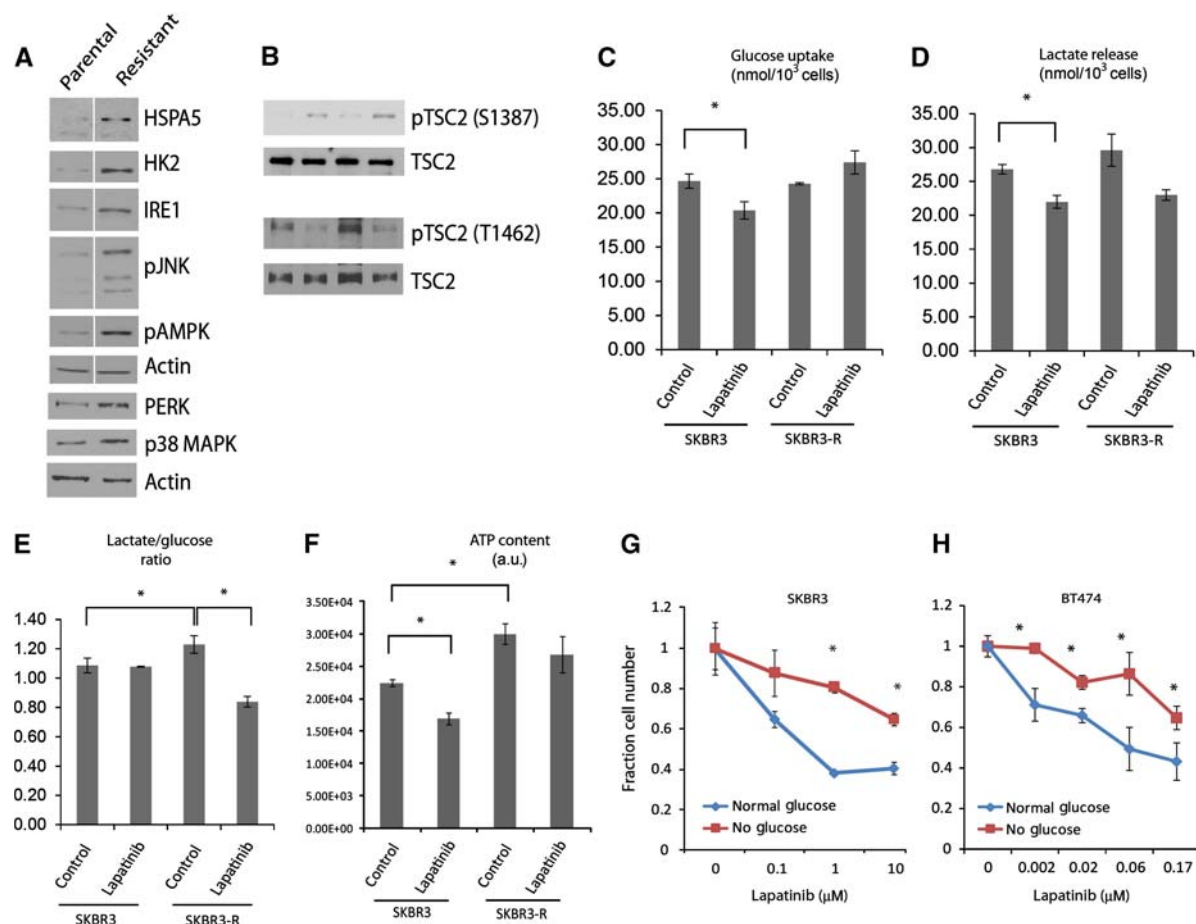 A
Parental
Resistant
HSPA5
HK2
IRE1
pJNK
pAMPK
Actin
PERK
p38 MAPK
Actin
B
pTSC2 (S1387)
TSC2
pTSC2 (T1462)
TSC2
C
Glucose uptake
(nmol/10³ cells)
35.00
30.00
25.00
20.00
15.00
10.00
5.00
0.00
*
Control
Lapatinib
Control
Lapatinib
SKBR3
SKBR3-R
D
Lactate release
(nmol/10³ cells)
35.00
30.00
25.00
20.00
15.00
10.00
5.00
0.00
*
Control
Lapatinib
Control
Lapatinib
SKBR3
SKBR3-R
E
Lactate/glucose
ratio
1.40
1.20
1.00
0.80
0.60
0.40
0.20
0.00
*
*
Control
Lapatinib
Control
Lapatinib
SKBR3
SKBR3-R
F
ATP content
(a.u.)
3.50E+04
3.00E+04
2.50E+04
2.00E+04
1.50E+04
1.00E+04
5.00E+03
0.00E+00
*
*
Control
Lapatinib
Control
Lapatinib
SKBR3
SKBR3-R
G
SKBR3
Fraction cell number
1.2
1
0.8
0.6
0.4
0.2
0
*
*
Normal glucose
No glucose
0 0.1 1 10
Lapatinib (μM)
H
BT474
1.2
1
0.8
0.6
0.4
0.2
0
*
*
*
*
Normal glucose
No glucose
0 0.002 0.02 0.06 0.17
Lapatinib (μM)